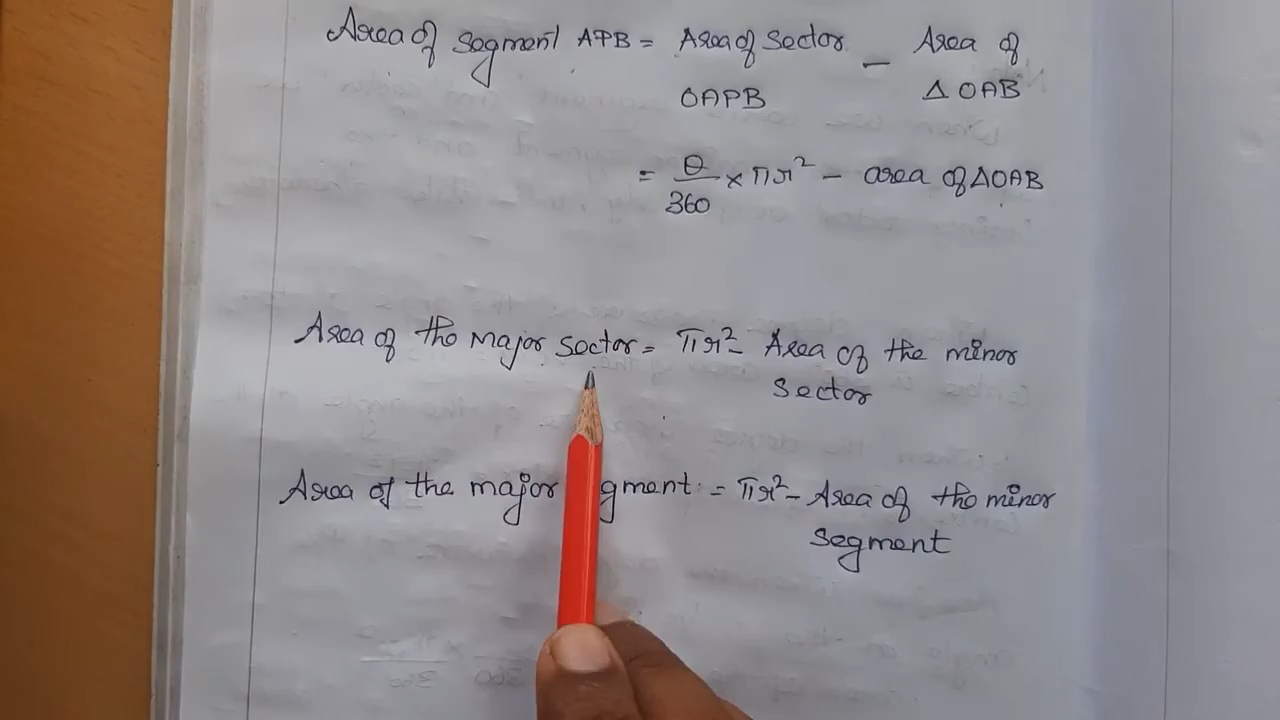 Area of segment APB = Area of Sector - Area of
OAPB ΔOAB
= θ/360 × πr² - area of ΔOAB
Area of the major sector = πr² - Area of the minor
Sector
Area of the major gment = πr² - Area of the minor
Segment